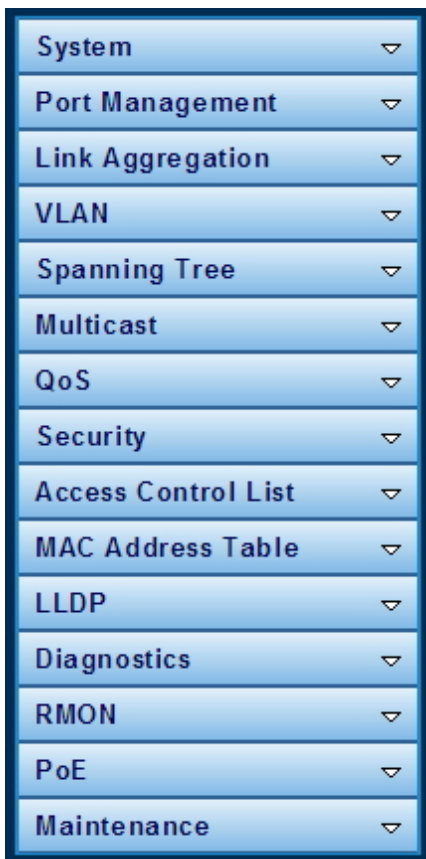 System
Port Management
Link Aggregation
VLAN
Spanning Tree
Multicast
QoS
Security
Access Control List
MAC Address Table
LLDP
Diagnostics
RMON
PoE
Maintenance